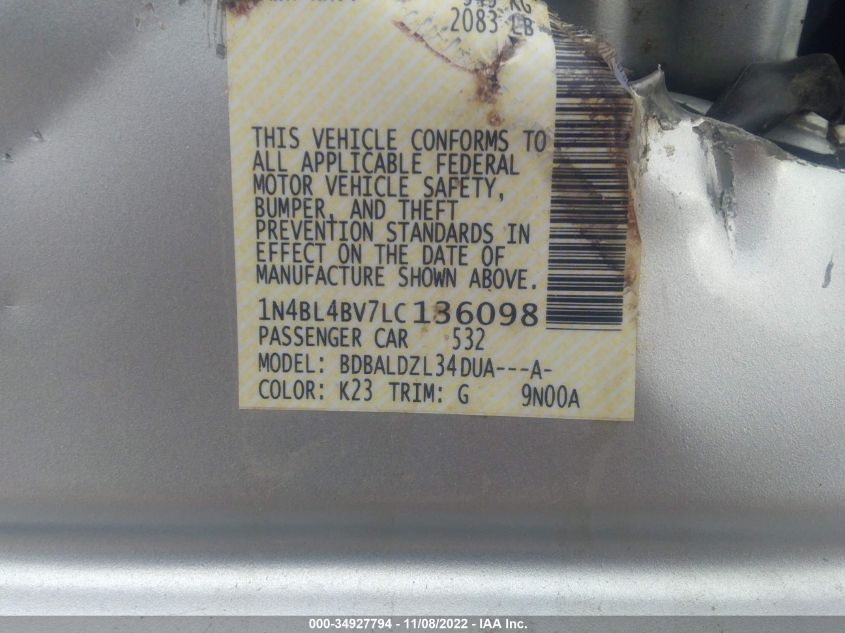 KG
2083 LB
THIS VEHICLE CONFORMS TO
ALL APPLICABLE FEDERAL
MOTOR VEHICLE SAFETY,
BUMPER, AND THEFT
PREVENTION STANDARDS IN
EFFECT ON THE DATE OF
MANUFACTURE SHOWN ABOVE.
1N4BL4BV7LC136098
PASSENGER CAR 532
MODEL: BDBALDZL34DUA---A-
COLOR: K23 TRIM: G 9N00A
000-34927794 - 11/08/2022 - IAA Inc.